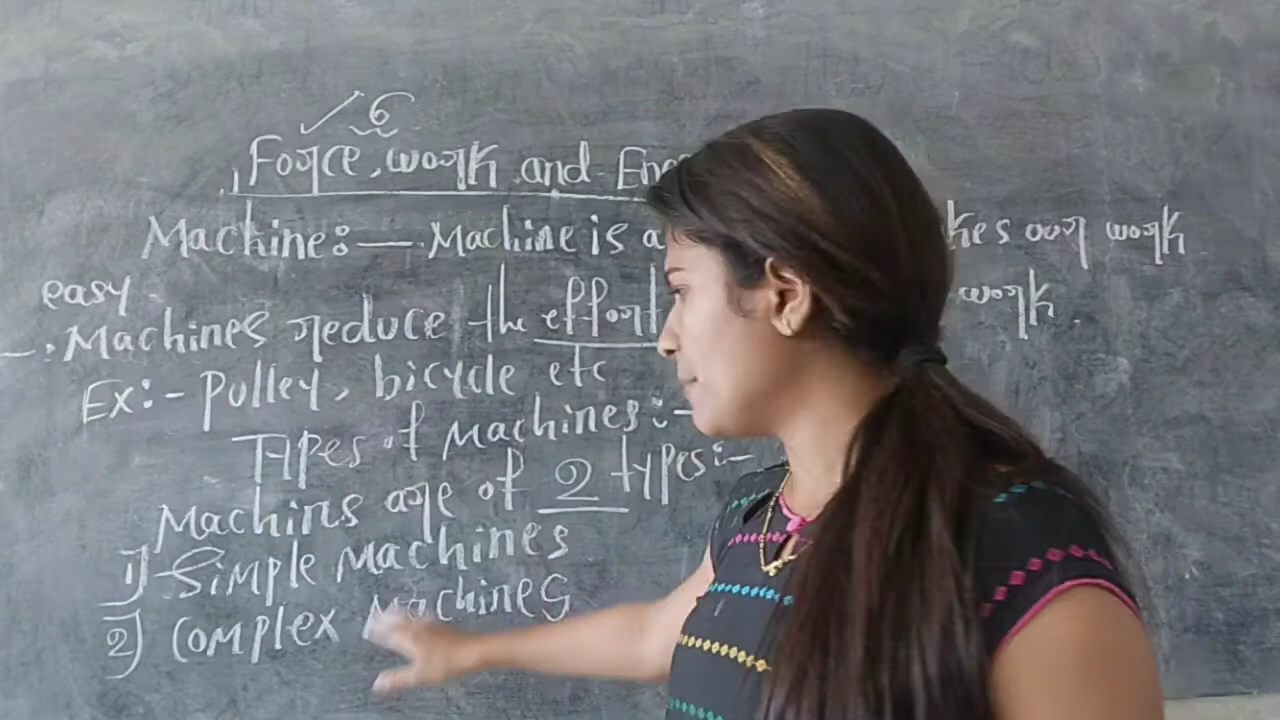 6
Force, work and Ene
Machine:— Machine is a kes our work
easy
—: Machines reduce the effort work.
Ex:- Pulley, bicycle etc
Types of Machines:-
Machins are of 2 types:-
1) Simple Machines
2) Complex Machines